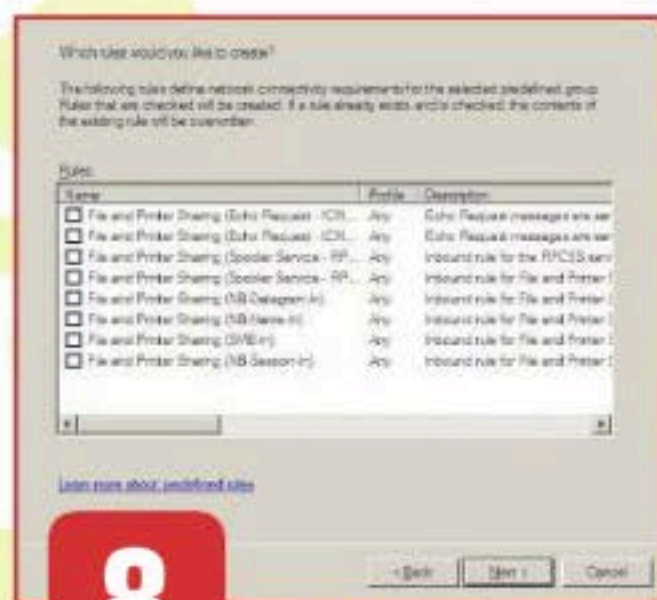 Which rules would you like to create?
The following rules define network connectivity requirements for the selected predefined group.
Rules that are checked will be created. If a rule already exists and is checked, the contents of
the existing rule will be overwritten.
Rules:
Name Profile Description
File and Printer Sharing (Echo Request - ICM... Any Echo Request messages are ser
File and Printer Sharing (Echo Request - ICM... Any Echo Request messages are ser
File and Printer Sharing (Spooler Service - RP... Any Inbound rule for the RPCSS serv
File and Printer Sharing (Spooler Service - RP... Any Inbound rule for File and Printer S
File and Printer Sharing (NB-Datagram-In) Any Inbound rule for File and Printer S
File and Printer Sharing (NB-Name-In) Any Inbound rule for File and Printer S
File and Printer Sharing (SMB-In) Any Inbound rule for File and Printer S
File and Printer Sharing (NB-Session-In) Any Inbound rule for File and Printer S
Learn more about predefined rules
8
< Back Next > Cancel